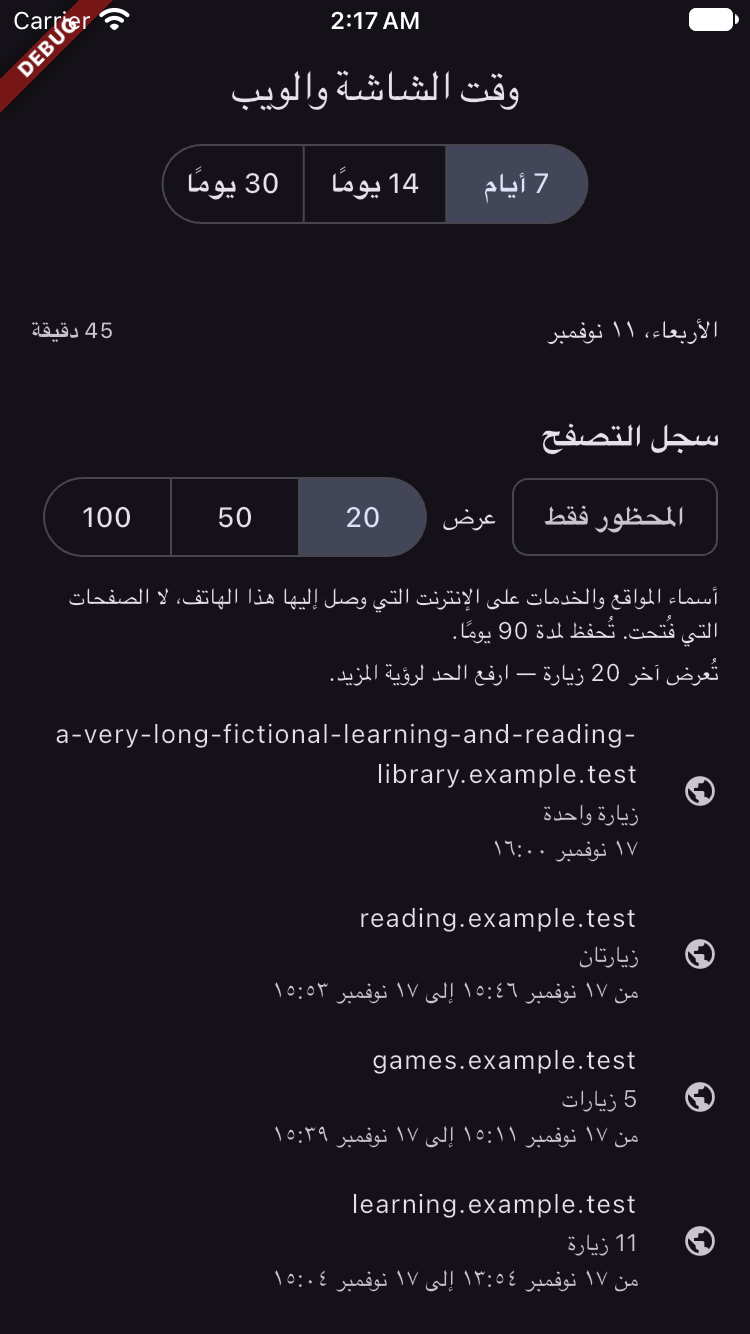 Carrier 2:17 AM
DEBUG
وقت الشاشة والويب
7 أيام 14 يومًا 30 يومًا
الأربعاء، ١١ نوفمبر 45 دقيقة
سجل التصفح
المحظور فقط عرض 20 50 100
أسماء المواقع والخدمات على الإنترنت التي وصل إليها هذا الهاتف، لا الصفحات
التي فُتحت. تُحفظ لمدة 90 يومًا.
تُعرض آخر 20 زيارة — ارفع الحد لرؤية المزيد.
a-very-long-fictional-learning-and-reading-
library.example.test
زيارة واحدة
١٧ نوفمبر ١٦:٠٠
reading.example.test
زيارتان
من ١٧ نوفمبر ١٥:٤٦ إلى ١٧ نوفمبر ١٥:٥٣
games.example.test
5 زيارات
من ١٧ نوفمبر ١٥:١١ إلى ١٧ نوفمبر ١٥:٣٩
learning.example.test
11 زيارة
من ١٧ نوفمبر ١٣:٥٤ إلى ١٧ نوفمبر ١٥:٠٤